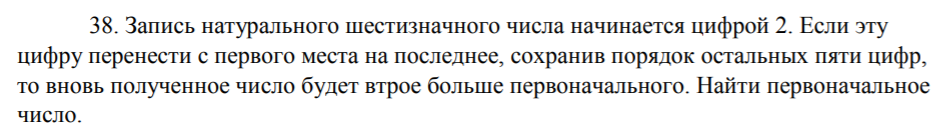 38. Запись натурального шестизначного числа начинается цифрой 2. Если эту
цифру перенести с первого места на последнее, сохранив порядок остальных пяти цифр,
то вновь полученное число будет втрое больше первоначального. Найти первоначальное
число.